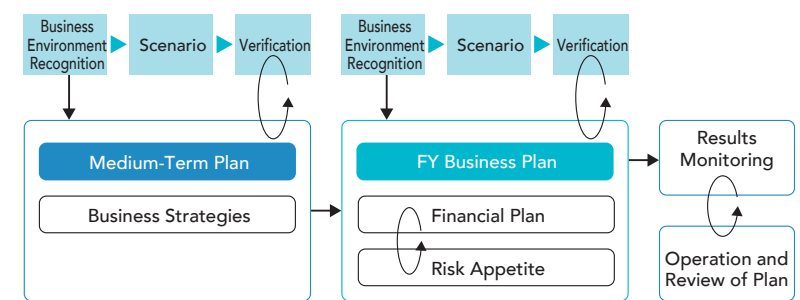 Business
Environment
Recognition
Scenario
Verification
Business
Environment
Recognition
Scenario
Verification
Medium-Term Plan
Business Strategies
FY Business Plan
Financial Plan
Risk Appetite
Results
Monitoring
Operation and
Review of Plan